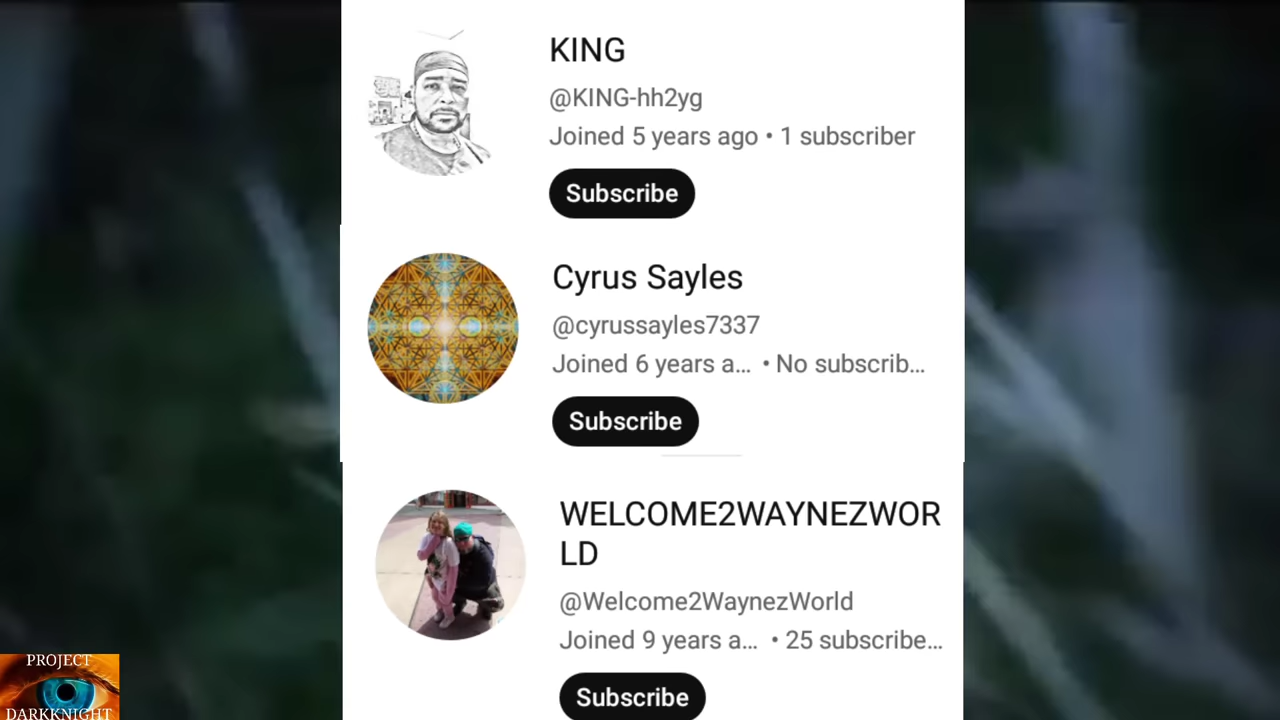 KING
@KING-hh2yg
Joined 5 years ago • 1 subscriber
Subscribe
Cyrus Sayles
@cyrussayles7337
Joined 6 years a... • No subscrib...
Subscribe
WELCOME2WAYNEZWOR
LD
@Welcome2WaynezWorld
Joined 9 years a... • 25 subscribe...
Subscribe
PROJECT
DARKKNIGHT